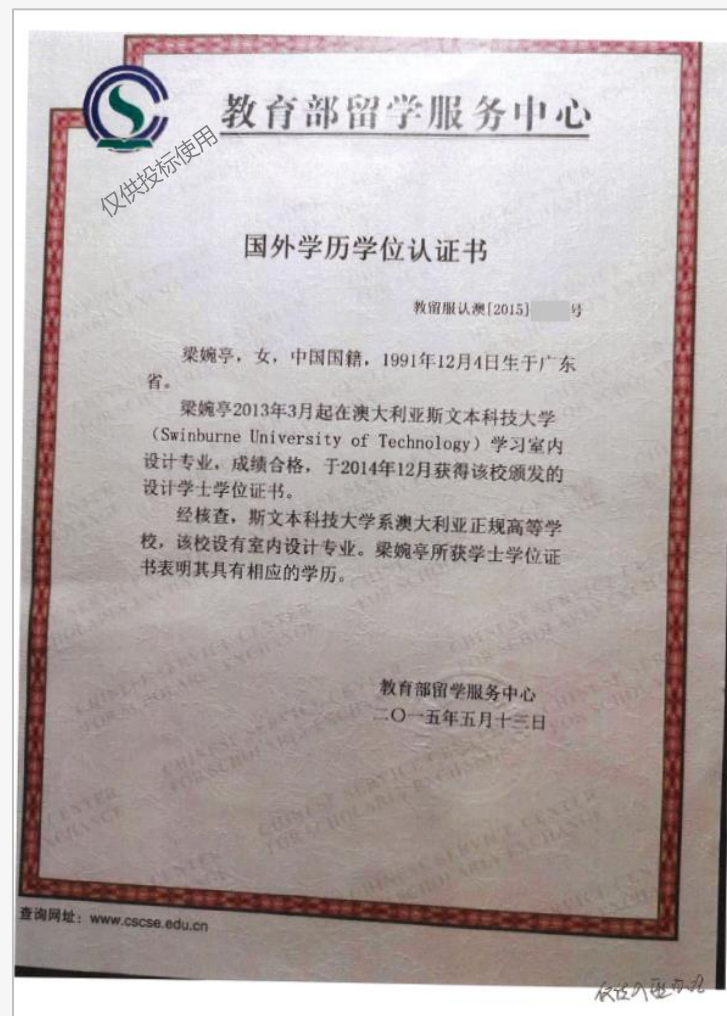 教育部留学服务中心
仅供投标使用
国外学历学位认证书
教留服认澳[2015] 号
梁婉亭，女，中国国籍，1991年12月4日生于广东
省。
梁婉亭2013年3月起在澳大利亚斯文本科技大学
（Swinburne University of Technology）学习室内
设计专业，成绩合格，于2014年12月获得该校颁发的
设计学士学位证书。
经核查，斯文本科技大学系澳大利亚正规高等学
校，该校设有室内设计专业。梁婉亭所获学士学位证
书表明其具有相应的学历。
教育部留学服务中心
二〇一五年五月十三日
CHINESE SERVICE CENTER
FOR SCHOLARLY EXCHANGE
查询网址：www.cscse.edu.cn